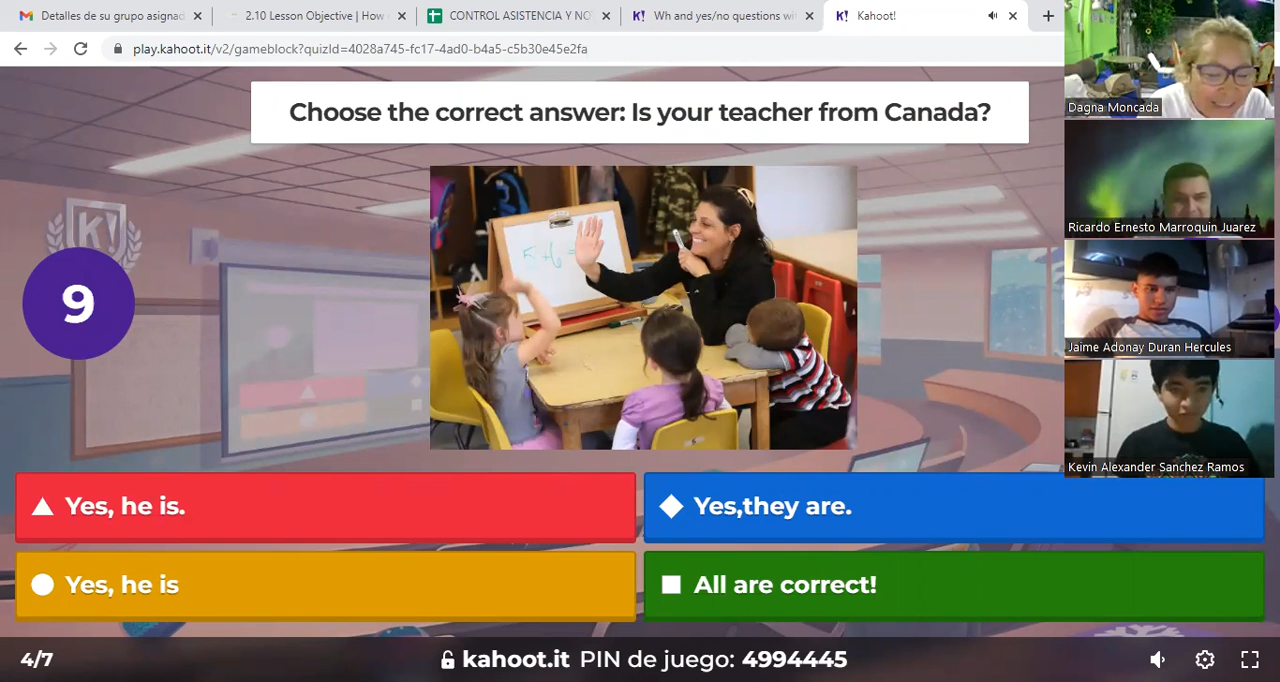 Detalles de su grupo asignad
2.10 Lesson Objective | How
CONTROL ASISTENCIA Y NO
K! Wh and yes/no questions wi
K! Kahoot!
play.kahoot.it/v2/gameblock?quizId=4028a745-fc17-4ad0-b4a5-c5b30e45e2fa
Choose the correct answer: Is your teacher from Canada?
Dagna Moncada
Ricardo Ernesto Marroquin Juarez
Jaime Adonay Duran Hercules
Kevin Alexander Sanchez Ramos
K!
9
Yes, he is.
Yes,they are.
Yes, he is
All are correct!
4/7
kahoot.it PIN de juego: 4994445